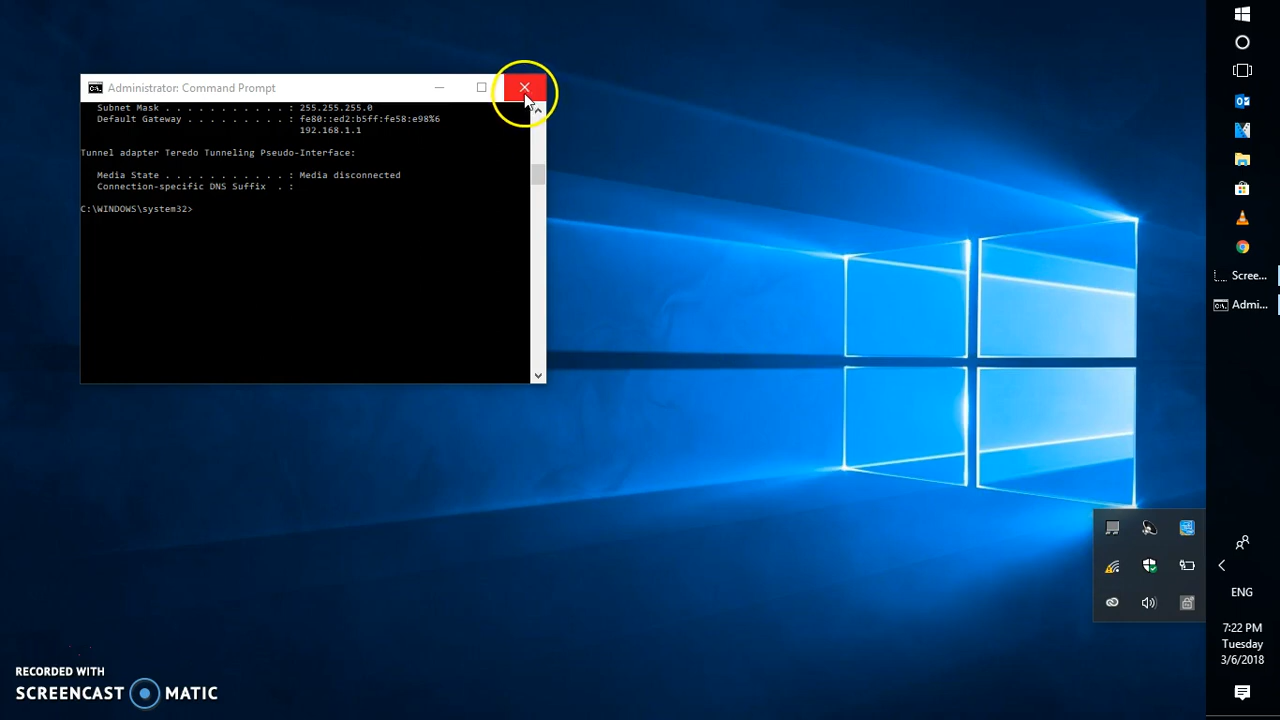 Administrator: Command Prompt
Subnet Mask . . . . . . . . . . . : 255.255.255.0
Default Gateway . . . . . . . . . : fe80::ed2:b5ff:fe58:e98%6
192.168.1.1
Tunnel adapter Teredo Tunneling Pseudo-Interface:
Media State . . . . . . . . . . . : Media disconnected
Connection-specific DNS Suffix  . :
C:\WINDOWS\system32>
Scree...
Admi...
ENG
7:22 PM
Tuesday
3/6/2018
RECORDED WITH
SCREENCAST MATIC